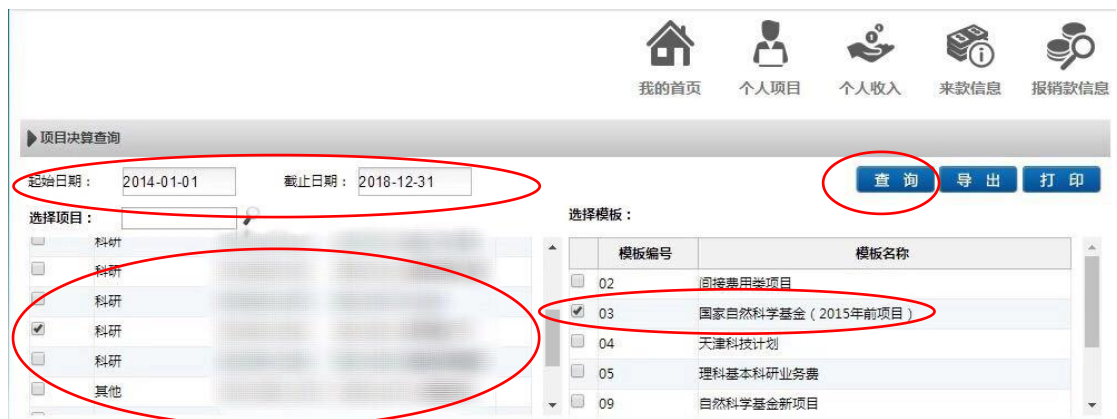 我的首页 个人项目 个人收入 来款信息 报销款信息
项目决算查询
起始日期： 2014-01-01 截止日期： 2018-12-31 查询 导出 打印
选择项目： 选择模板：
科研
科研
科研
科研
科研
其他
模板编号 模板名称
02 间接费用类项目
03 国家自然科学基金（2015年前项目）
04 天津科技计划
05 理科基本科研业务费
09 自然科学基金新项目